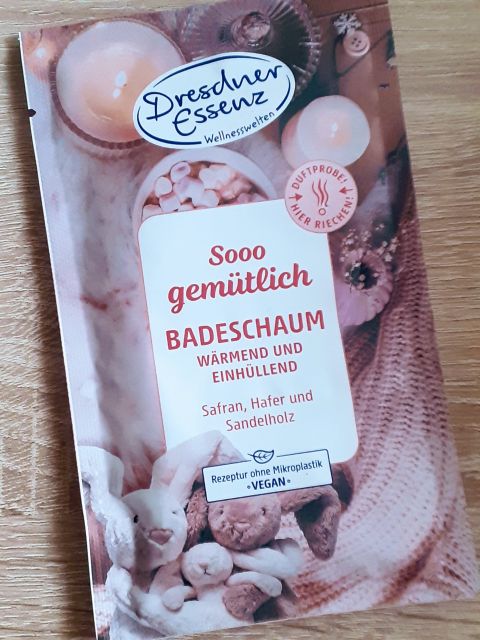 Dresdner
Essenz
Wellnesswelten
DUFTPROBE!
HIER RIECHEN!
Sooo
gemütlich
BADESCHAUM
WÄRMEND UND
EINHÜLLEND
Safran, Hafer und
Sandelholz
Rezeptur ohne Mikroplastik
•VEGAN•